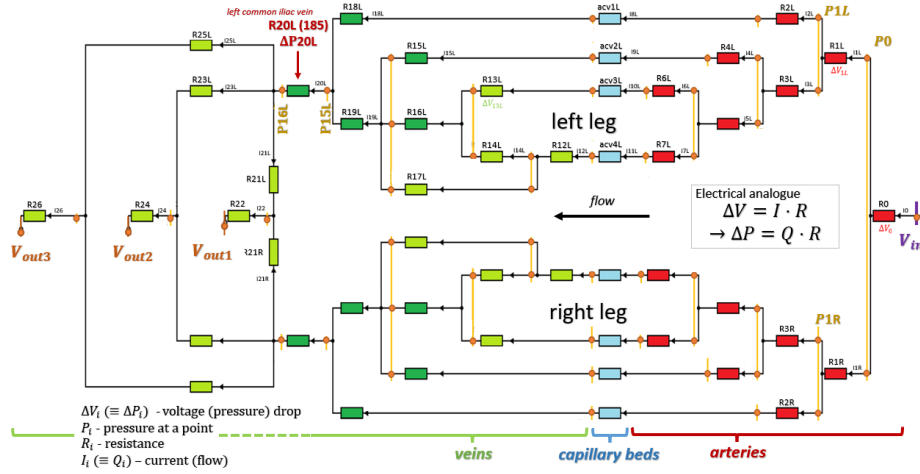 R18L
I18L
acv1L
I8L
R2L
I2L
P1L
left common iliac vein
R20L (185)
ΔP20L
R25L
I25L
R15L
I15L
acv2L
I9L
R4L
I4L
R1L
I1L
ΔV1L
P0
R23L
I23L
P16L
I20L
P15L
R13L
ΔV13L
acv3L
I10L
R6L
I6L
R3L
I3L
R19L
I19L
R16L
left leg
I5L
R14L
I14L
R12L
I12L
acv4L
I11L
R7L
I7L
I21L
R21L
R17L
R26
I26
R24
I24
R22
I22
flow
Electrical analogue
ΔV = I · R
→ ΔP = Q · R
R0
I0
ΔV0
Vout3
Vout2
Vout1
Vin
R21R
I21R
right leg
P1R
R3R
I3R
R1R
I1R
R2R
I2R
ΔVi (≡ ΔPi) - voltage (pressure) drop
Pi - pressure at a point
Ri - resistance
Ii (≡ Qi) – current (flow)
veins
capillary beds
arteries